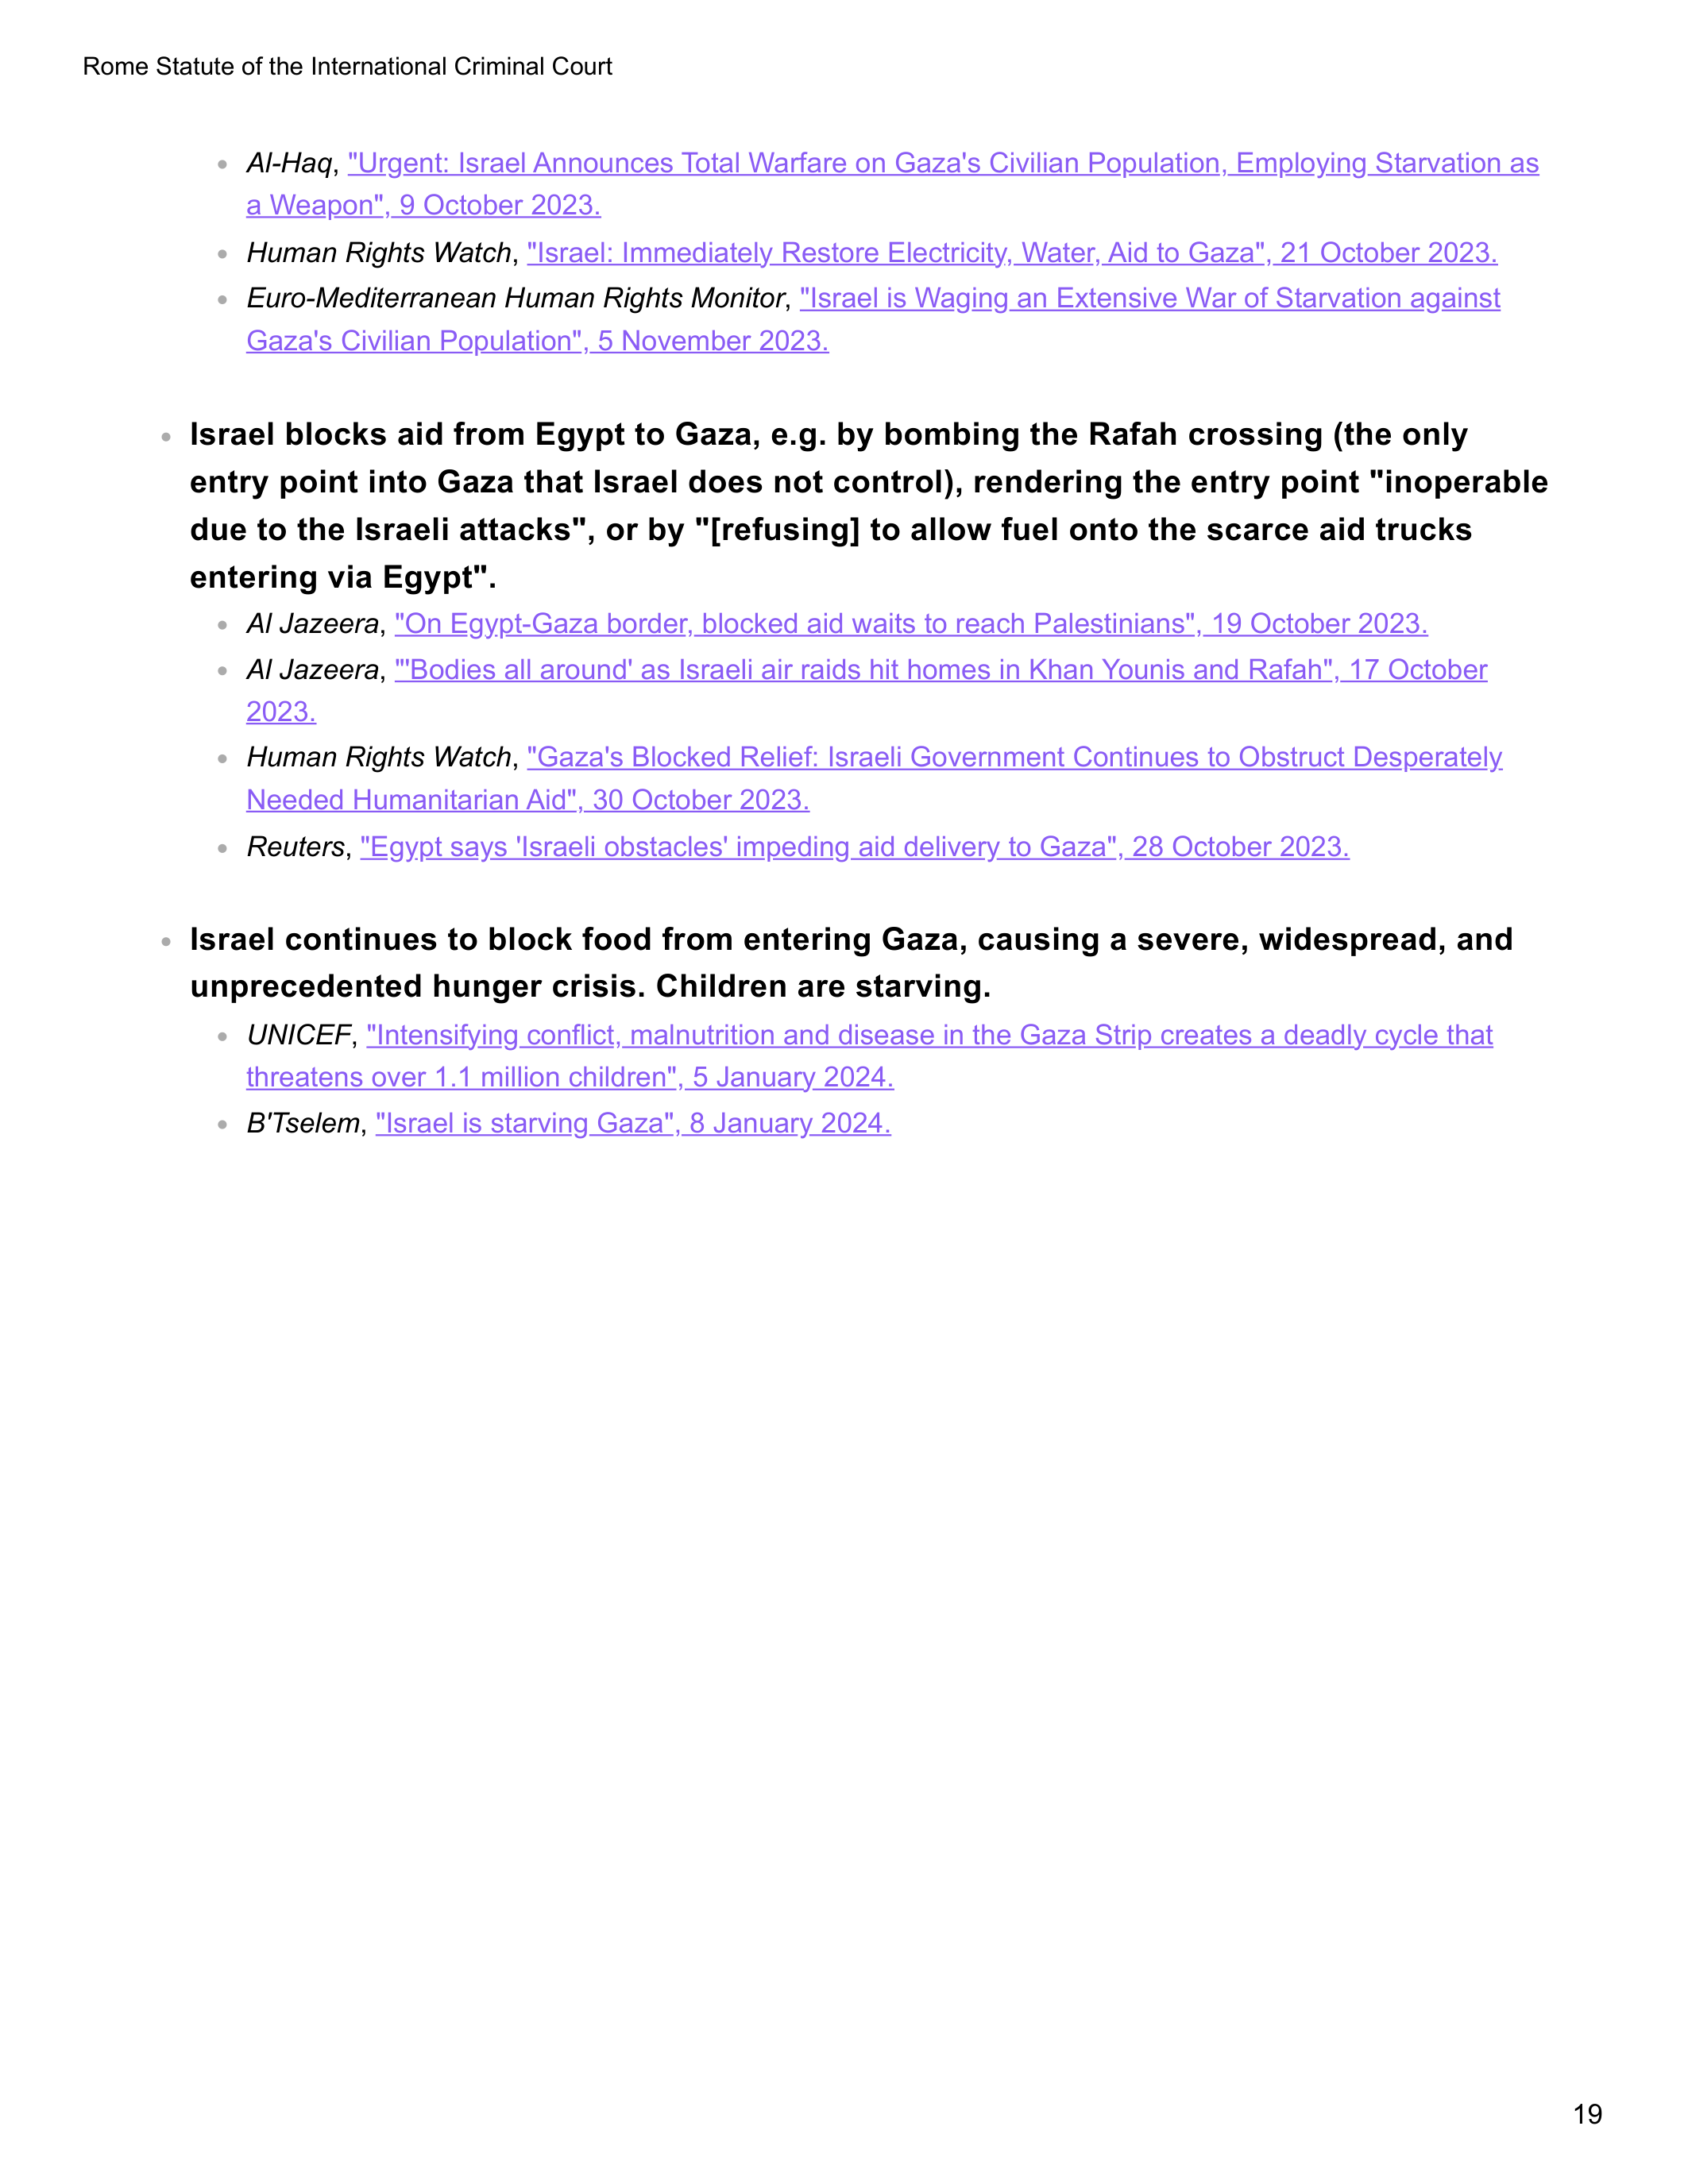 Rome Statute of the International Criminal Court
Al-Haq, "Urgent: Israel Announces Total Warfare on Gaza's Civilian Population, Employing Starvation as
a Weapon", 9 October 2023.
Human Rights Watch, "Israel: Immediately Restore Electricity, Water, Aid to Gaza", 21 October 2023.
Euro-Mediterranean Human Rights Monitor, "Israel is Waging an Extensive War of Starvation against
Gaza's Civilian Population", 5 November 2023.
Israel blocks aid from Egypt to Gaza, e.g. by bombing the Rafah crossing (the only
entry point into Gaza that Israel does not control), rendering the entry point "inoperable
due to the Israeli attacks", or by "[refusing] to allow fuel onto the scarce aid trucks
entering via Egypt".
Al Jazeera, "On Egypt-Gaza border, blocked aid waits to reach Palestinians", 19 October 2023.
Al Jazeera, "'Bodies all around' as Israeli air raids hit homes in Khan Younis and Rafah", 17 October
2023.
Human Rights Watch, "Gaza's Blocked Relief: Israeli Government Continues to Obstruct Desperately
Needed Humanitarian Aid", 30 October 2023.
Reuters, "Egypt says 'Israeli obstacles' impeding aid delivery to Gaza", 28 October 2023.
Israel continues to block food from entering Gaza, causing a severe, widespread, and
unprecedented hunger crisis. Children are starving.
UNICEF, "Intensifying conflict, malnutrition and disease in the Gaza Strip creates a deadly cycle that
threatens over 1.1 million children", 5 January 2024.
B'Tselem, "Israel is starving Gaza", 8 January 2024.
19